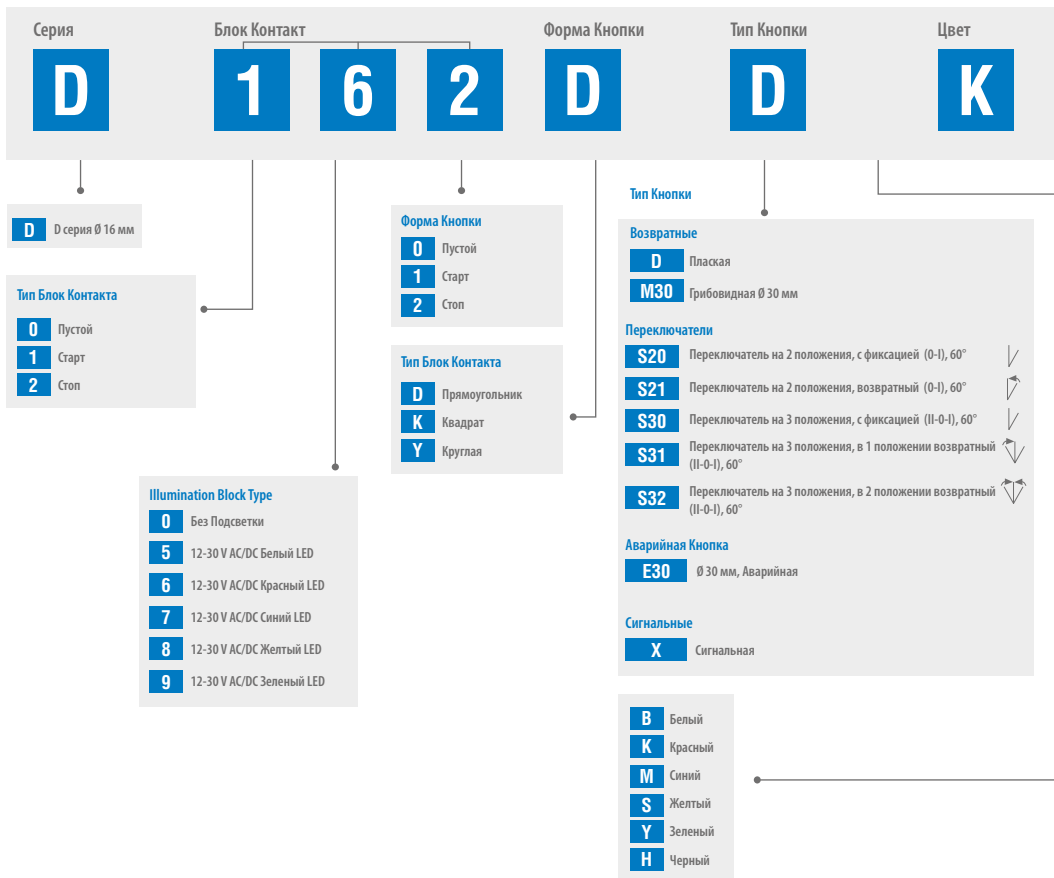 Серия
Блок Контакт
Форма Кнопки
Тип Кнопки
Цвет
D
1
6
2
D
D
K
D
D серия Ø 16 мм
Тип Блок Контакта
0 Пустой
1 Старт
2 Стоп
Illumination Block Type
0 Без Подсветки
5 12-30 V AC/DC Белый LED
6 12-30 V AC/DC Красный LED
7 12-30 V AC/DC Синий LED
8 12-30 V AC/DC Желтый LED
9 12-30 V AC/DC Зеленый LED
Форма Кнопки
0 Пустой
1 Старт
2 Стоп
Тип Блок Контакта
D Прямоугольник
K Квадрат
Y Круглая
Тип Кнопки
Возвратные
D Плаская
M30 Грибовидная Ø 30 мм
Переключатели
S20 Переключатель на 2 положения, с фиксацией (0-I), 60°
S21 Переключатель на 2 положения, возвратный (0-I), 60°
S30 Переключатель на 3 положения, с фиксацией (II-0-I), 60°
S31 Переключатель на 3 положения, в 1 положении возвратный
(II-0-I), 60°
S32 Переключатель на 3 положения, в 2 положении возвратный
(II-0-I), 60°
Аварийная Кнопка
E30 Ø 30 мм, Аварийная
Сигнальные
X Сигнальная
B Белый
K Красный
M Синий
S Желтый
Y Зеленый
H Черный